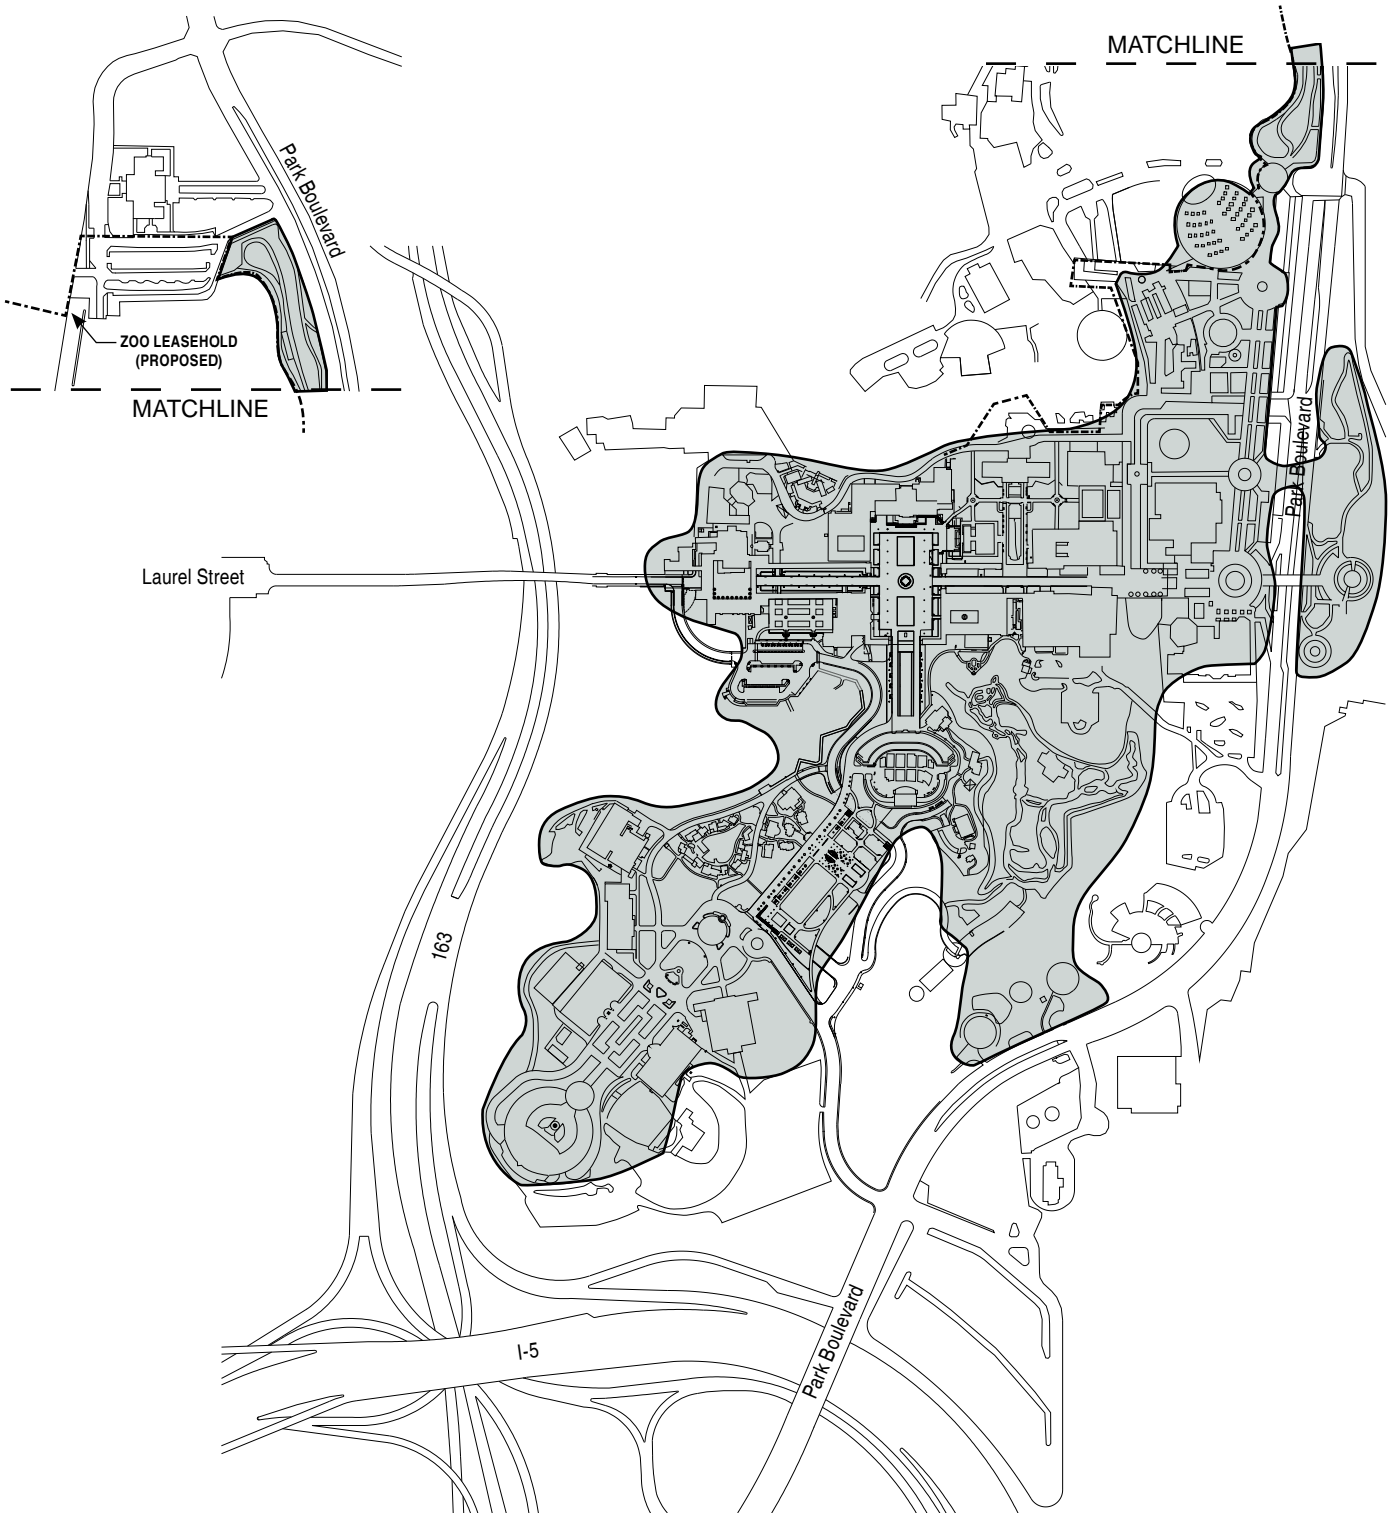 MATCHLINE
Park Boulevard
ZOO LEASEHOLD
(PROPOSED)
MATCHLINE
Park Boulevard
Laurel Street
163
I-5
Park Boulevard